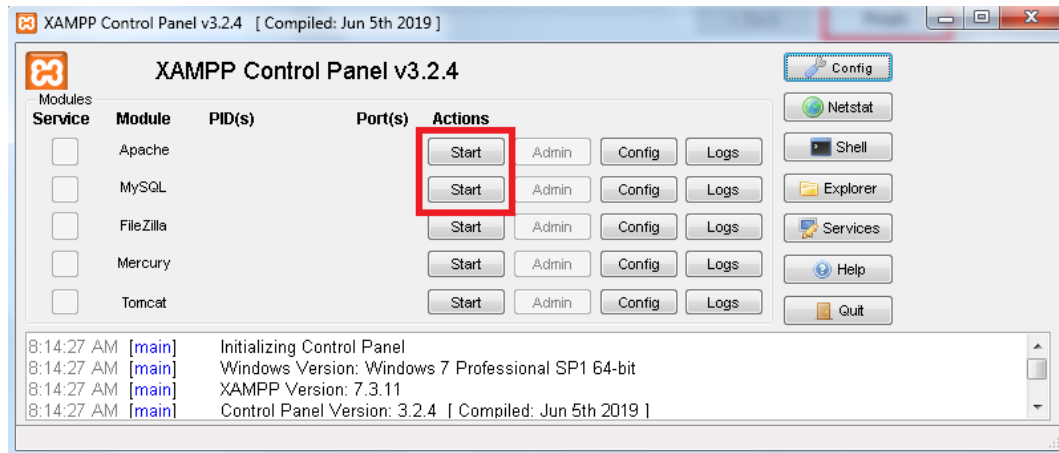 XAMPP Control Panel v3.2.4 [ Compiled: Jun 5th 2019 ]
XAMPP Control Panel v3.2.4
Config
Modules
Service Module PID(s) Port(s) Actions
Netstat
Apache Start Admin Config Logs
Shell
MySQL Start Admin Config Logs
Explorer
FileZilla Start Admin Config Logs
Services
Mercury Start Admin Config Logs
Help
Tomcat Start Admin Config Logs
Quit
8:14:27 AM [main] Initializing Control Panel
8:14:27 AM [main] Windows Version: Windows 7 Professional SP1 64-bit
8:14:27 AM [main] XAMPP Version: 7.3.11
8:14:27 AM [main] Control Panel Version: 3.2.4 [ Compiled: Jun 5th 2019 ]